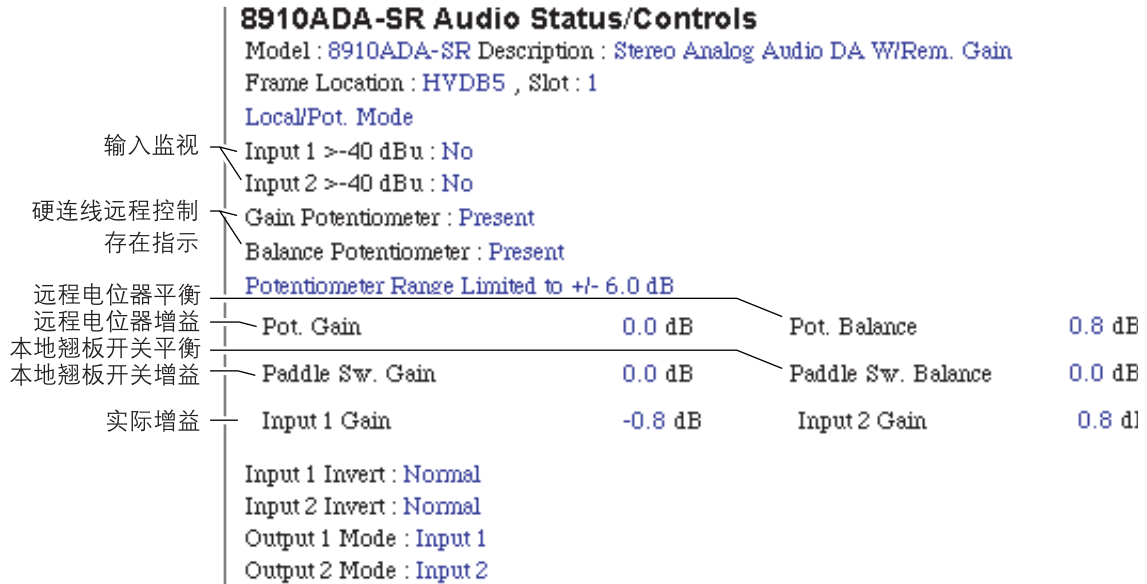 8910ADA-SR Audio Status/Controls
Model : 8910ADA-SR Description : Stereo Analog Audio DA W/Rem. Gain
Frame Location : HVDB5 , Slot : 1
Local/Pot. Mode
输入监视
Input 1 >-40 dBu : No
Input 2 >-40 dBu : No
硬连线远程控制
存在指示
Gain Potentiometer : Present
Balance Potentiometer : Present
Potentiometer Range Limited to +/- 6.0 dB
远程电位器平衡
远程电位器增益
Pot. Gain 0.0 dB Pot. Balance 0.8 dB
本地翘板开关平衡
本地翘板开关增益
Paddle Sw. Gain 0.0 dB Paddle Sw. Balance 0.0 dB
实际增益
Input 1 Gain -0.8 dB Input 2 Gain 0.8 d
Input 1 Invert : Normal
Input 2 Invert : Normal
Output 1 Mode : Input 1
Output 2 Mode : Input 2